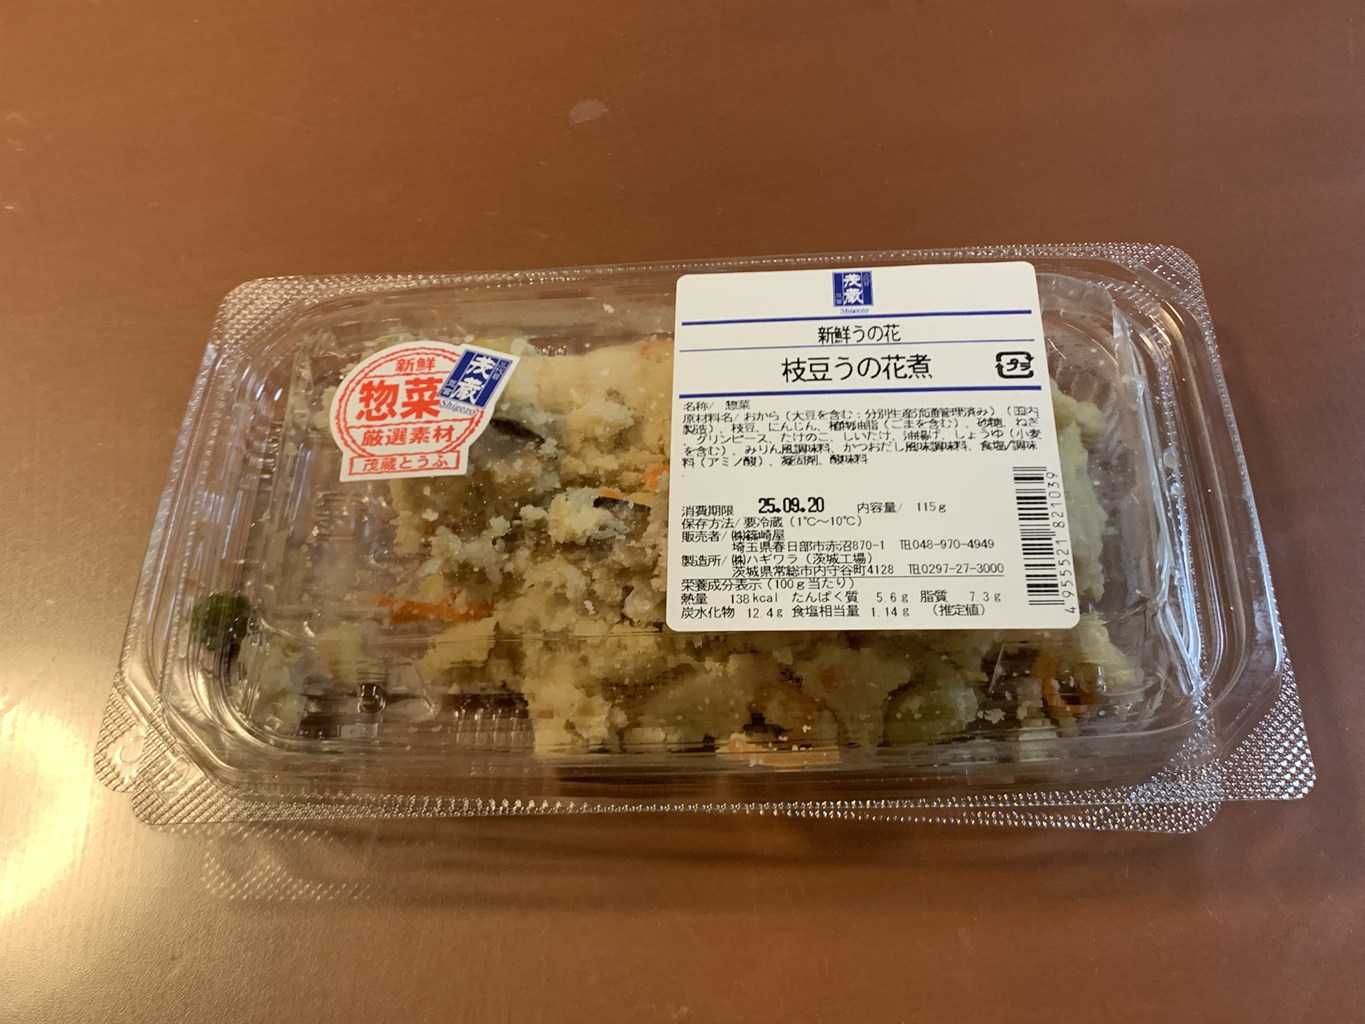 茂蔵
Shigezo
新鮮うの花
枝豆うの花煮
プラ
名称/ 惣菜
原材料名/おから(大豆を含む:分別生産流通管理済み)(国内
製造)、枝豆、にんじん、植物油脂(ごまを含む)、砂糖、ねぎ
、グリンピース、たけのこ、しいたけ、油揚げ、しょうゆ(小麦
を含む)、みりん風調味料、かつおだし風味調味料、食塩/調味
料(アミノ酸)、凝固剤、酸味料
消費期限 25.09.20 内容量/ 115g
保存方法/要冷蔵(1℃〜10℃)
販売者/㈱篠崎屋
埼玉県春日部市赤沼870-1 TEL048-970-4949
製造所/㈱ハギワラ(茨城工場)
茨城県常総市内守谷町4128 TEL0297-27-3000
栄養成分表示(100g当たり)
熱量 138kcal たんぱく質 5.6g 脂質 7.3g
炭水化物 12.4g 食塩相当量 1.14g (推定値)
4955521821039
新鮮
惣菜
厳選素材
茂蔵とうふ
茂蔵
Shigezo